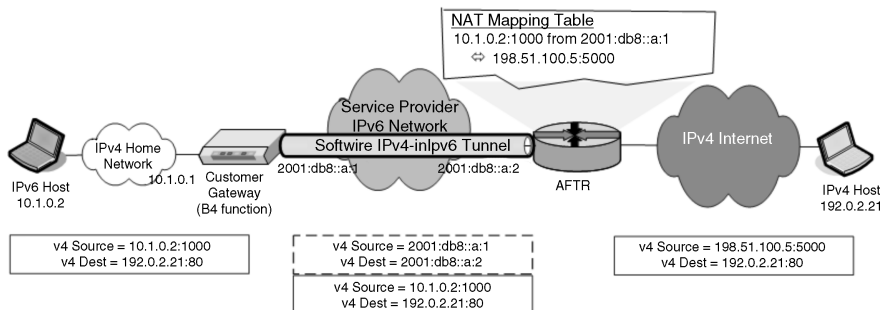 NAT Mapping Table
10.1.0.2:1000 from 2001:db8::a:1
⇔ 198.51.100.5:5000
Service Provider
IPv6 Network
Softwire IPv4-inIpv6 Tunnel
2001:db8::a:1
2001:db8::a:2
IPv4 Home
Network
10.1.0.1
IPv4 Internet
IPv6 Host
10.1.0.2
Customer
Gateway
(B4 function)
AFTR
IPv4 Host
192.0.2.21
v4 Source = 10.1.0.2:1000
v4 Dest = 192.0.2.21:80
v4 Source = 2001:db8::a:1
v4 Dest = 2001:db8::a:2
v4 Source = 10.1.0.2:1000
v4 Dest = 192.0.2.21:80
v4 Source = 198.51.100.5:5000
v4 Dest = 192.0.2.21:80